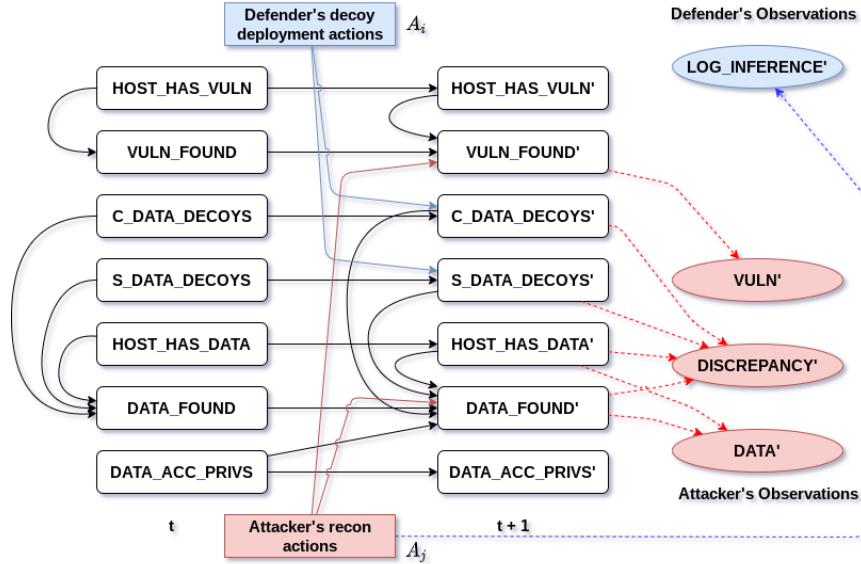 Defender's decoy
deployment actions
A_i
Defender's Observations
LOG_INFERENCE'
HOST_HAS_VULN
HOST_HAS_VULN'
VULN_FOUND
VULN_FOUND'
C_DATA_DECOYS
C_DATA_DECOYS'
S_DATA_DECOYS
S_DATA_DECOYS'
VULN'
HOST_HAS_DATA
HOST_HAS_DATA'
DISCREPANCY'
DATA_FOUND
DATA_FOUND'
DATA'
DATA_ACC_PRIVS
DATA_ACC_PRIVS'
Attacker's Observations
t
Attacker's recon
actions
A_j
t + 1